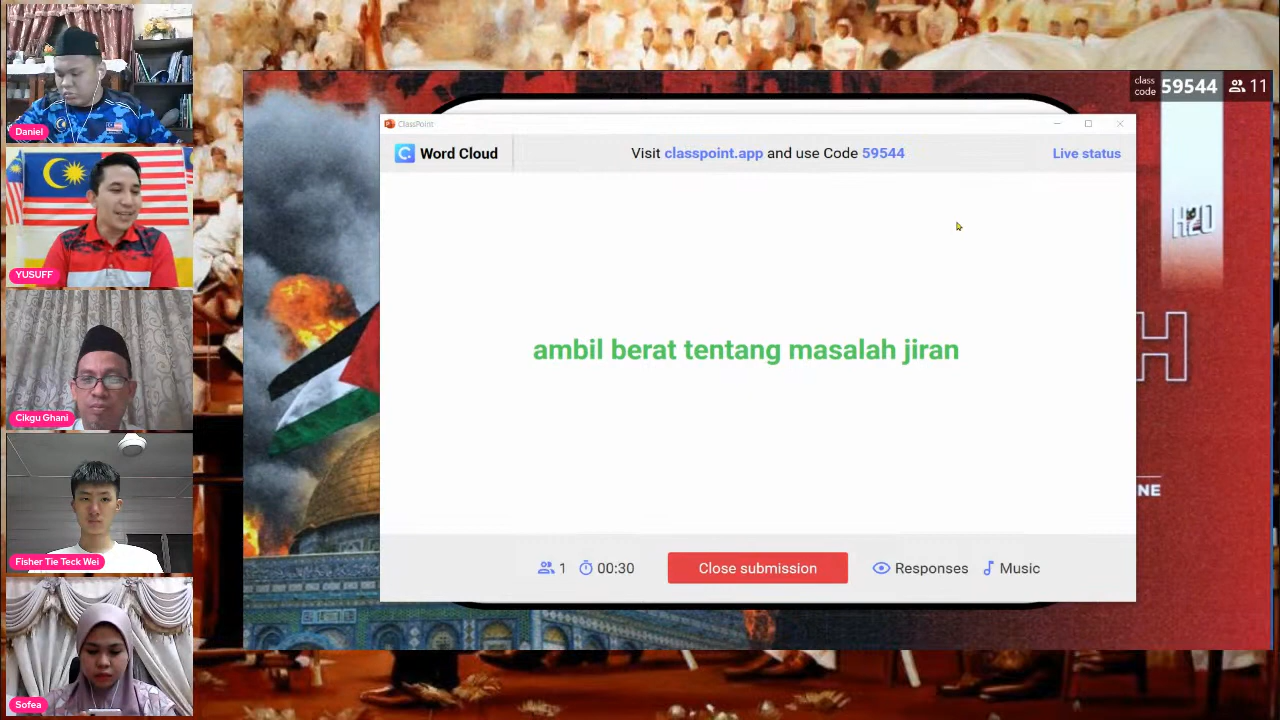 Daniel
YUSUFF
Cikgu Ghani
Fisher Tie Teck Wei
Sofea
class code 59544 11
ClassPoint
Word Cloud
Visit classpoint.app and use Code 59544
Live status
ambil berat tentang masalah jiran
1 00:30
Close submission
Responses
Music
H2O
H
NE